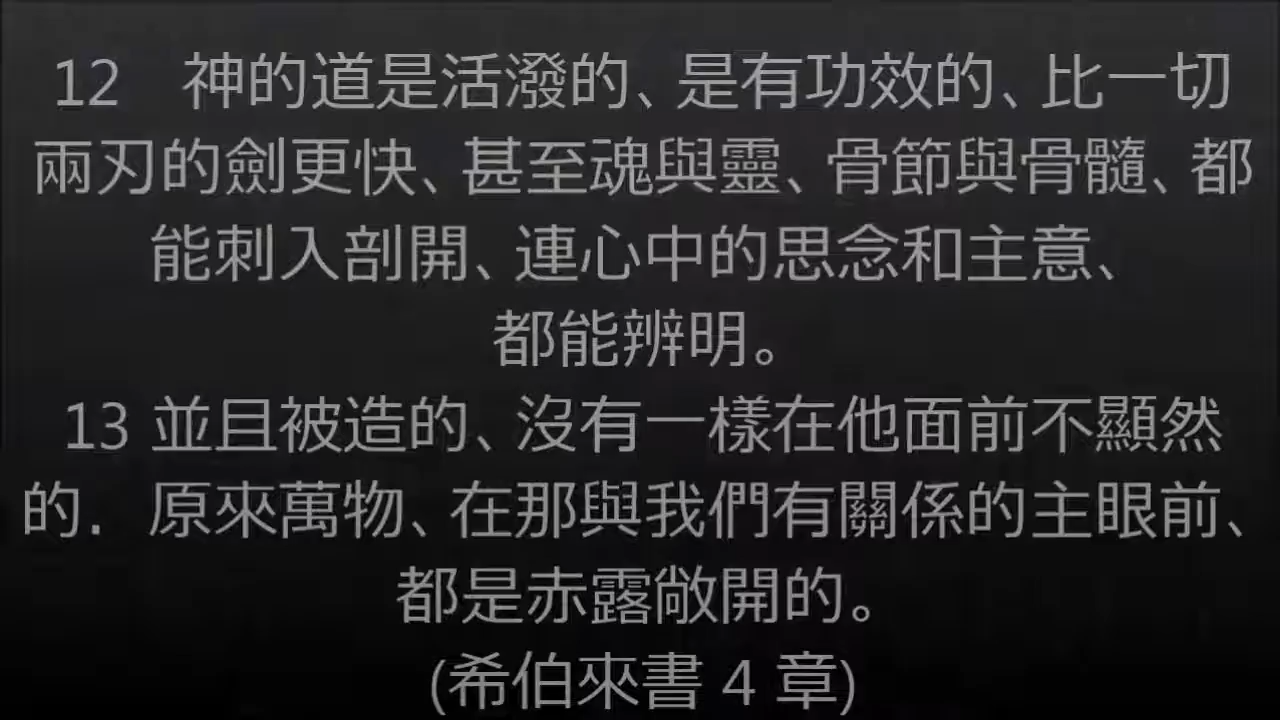 12　神的道是活潑的、是有功效的、比一切
兩刃的劍更快、甚至魂與靈、骨節與骨髓、都
能刺入剖開、連心中的思念和主意、
都能辨明。
13 並且被造的、沒有一樣在他面前不顯然
的．原來萬物、在那與我們有關係的主眼前、
都是赤露敞開的。
(希伯來書 4 章)